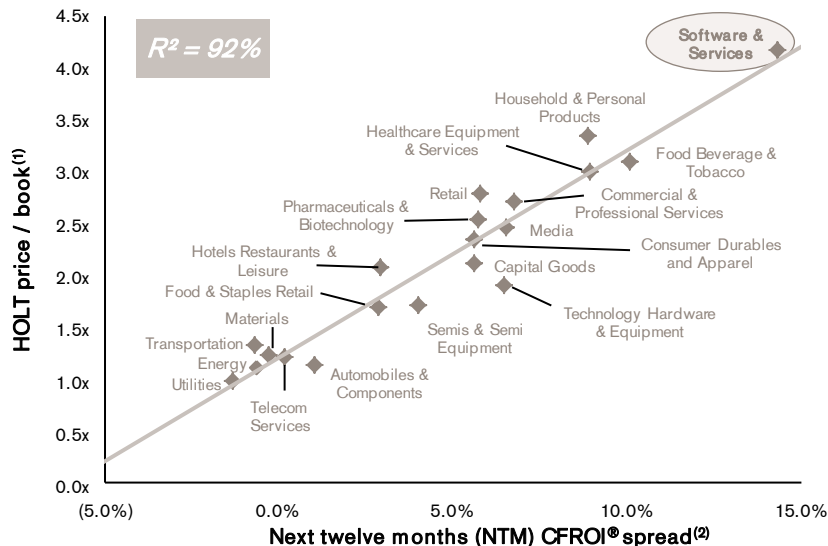 4.5x
4.0x
3.5x
3.0x
2.5x
2.0x
1.5x
1.0x
0.5x
0.0x
HOLT price / book(1)
R² = 92%
Software &
Services
Household & Personal
Products
Healthcare Equipment
& Services
Food Beverage &
Tobacco
Retail
Commercial &
Professional Services
Pharmaceuticals &
Biotechnology
Media
Consumer Durables
and Apparel
Hotels Restaurants &
Leisure
Capital Goods
Food & Staples Retail
Technology Hardware
& Equipment
Materials
Semis & Semi
Equipment
Transportation
Energy
Utilities
Automobiles &
Components
Telecom
Services
(5.0%)
0.0%
5.0%
10.0%
15.0%
Next twelve months (NTM) CFROI® spread(2)